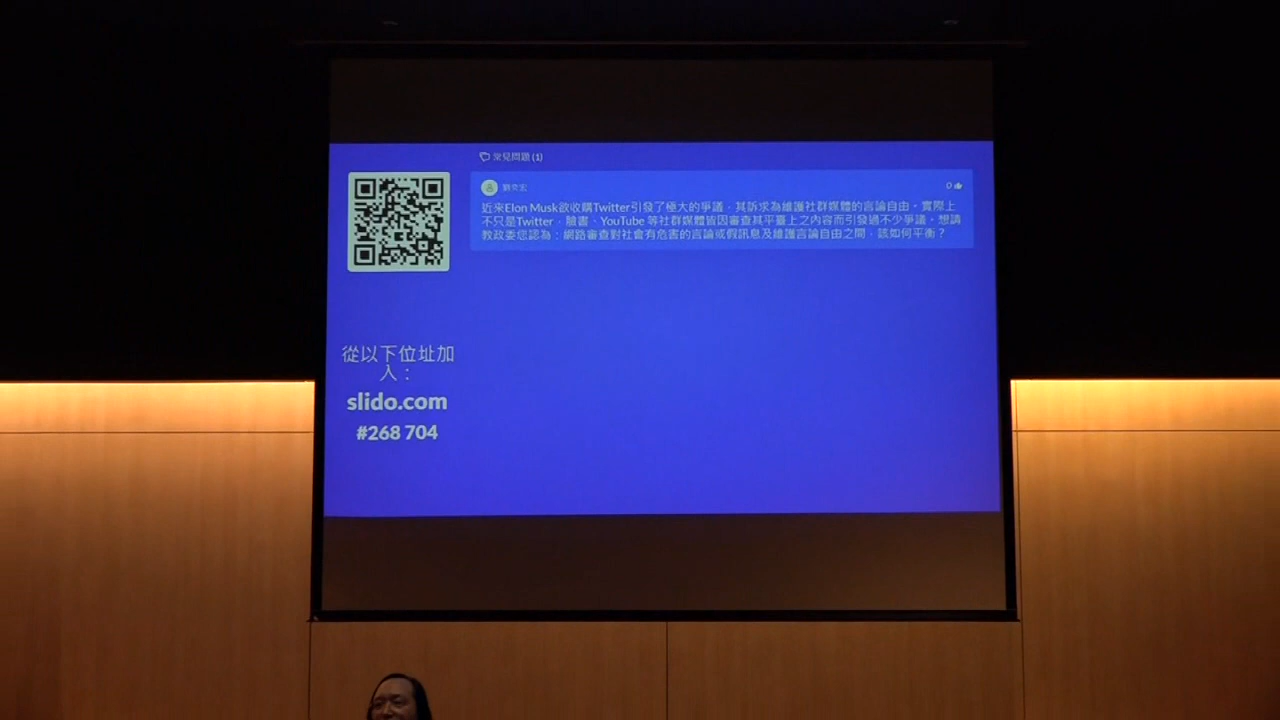 常見問題 (1)
劉奕宏
0
近來Elon Musk欲收購Twitter引發了極大的爭議，其訴求為維護社群媒體的言論自由。實際上
不只是Twitter，臉書、YouTube 等社群媒體皆因審查其平臺上之內容而引發過不少爭議。想請
教政委您認為：網路審查對社會有危害的言論或假訊息及維護言論自由之間，該如何平衡？
從以下位址加
入：
slido.com
#268 704